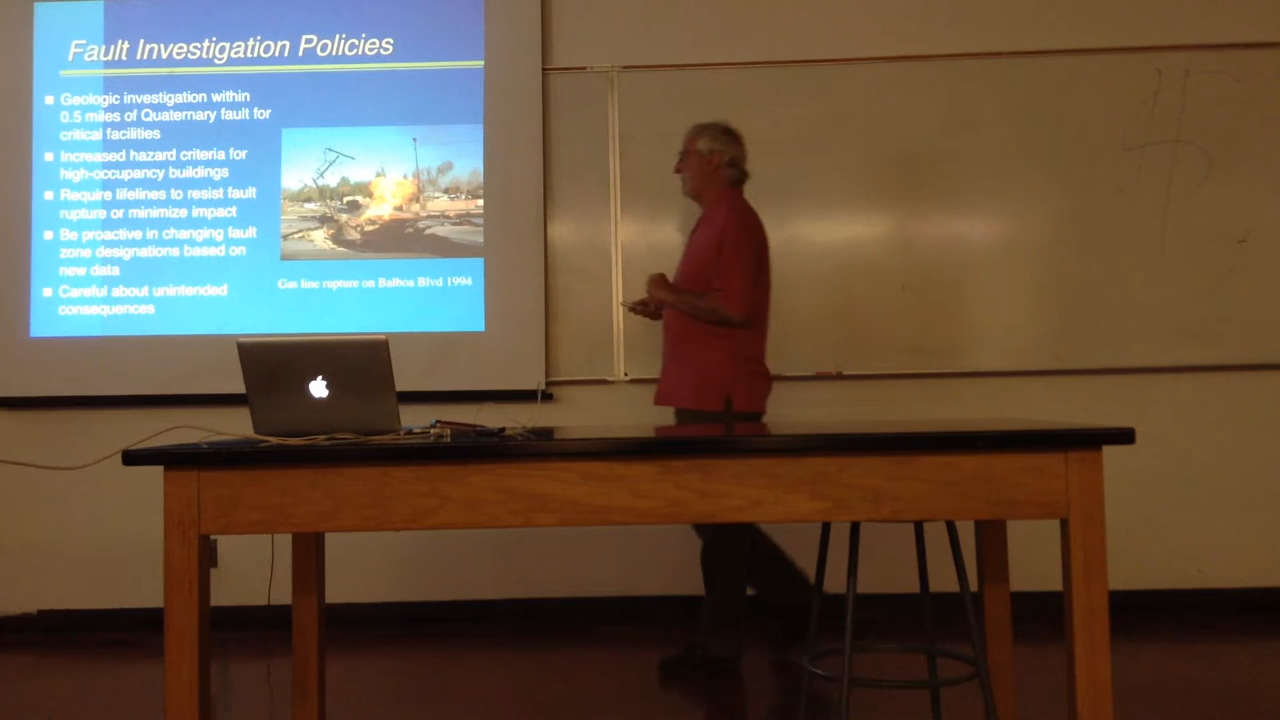 Fault Investigation Policies
Geologic investigation within
0.5 miles of Quaternary fault for
critical facilities
Increased hazard criteria for
high-occupancy buildings
Require lifelines to resist fault
rupture or minimize impact
Be proactive in changing fault
zone designations based on
new data
Careful about unintended
consequences
Gas line rupture on Balboa Blvd 1994